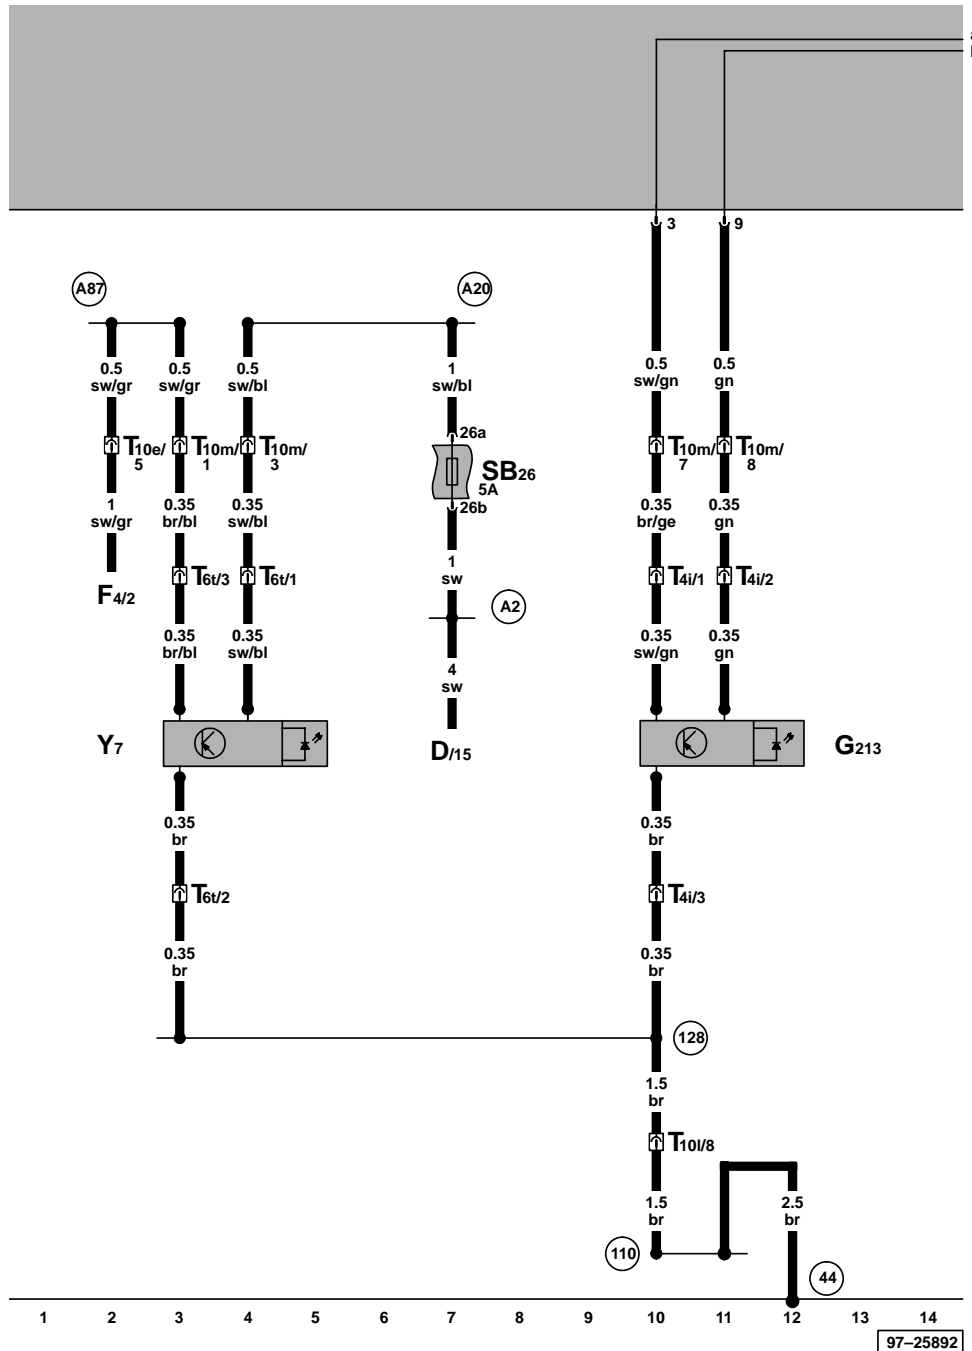 a
3 9
A87 A20
0.5 0.5 0.5 1 0.5 0.5
sw/gr sw/gr sw/bl sw/bl sw/gn gn
26a
T10e/ T10m/ T10m/ T10m/ T10m/
5 1 3 7 8
SB26
5A
26b
1 0.35 0.35 0.35 0.35
sw/gr br/bl sw/bl br/ge gn
1
sw
T6t/3 T6t/1 T4i/1 T4i/2
F4/2
A2
0.35 0.35 0.35 0.35
br/bl sw/bl sw/gn gn
4
sw
Y7 D/15 G213
0.35 0.35
br br
T6t/2 T4i/3
0.35 0.35
br br
128
1.5
br
T10l/8
1.5 2.5
br br
110
44
1 2 3 4 5 6 7 8 9 10 11 12 13 14
97–25892